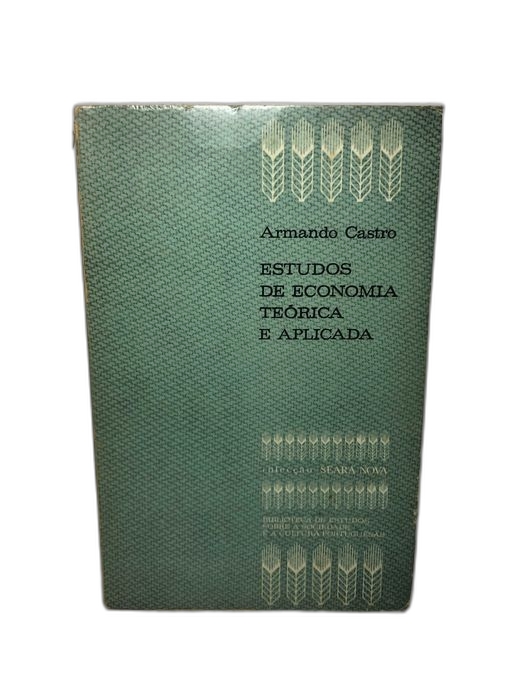 Armando Castro
ESTUDOS
DE ECONOMIA
TEÓRICA
E APLICADA
colecção SEARA NOVA
BIBLIOTECA DE ESTUDOS
SOBRE A SOCIEDADE
E A CULTURA PORTUGUESAS